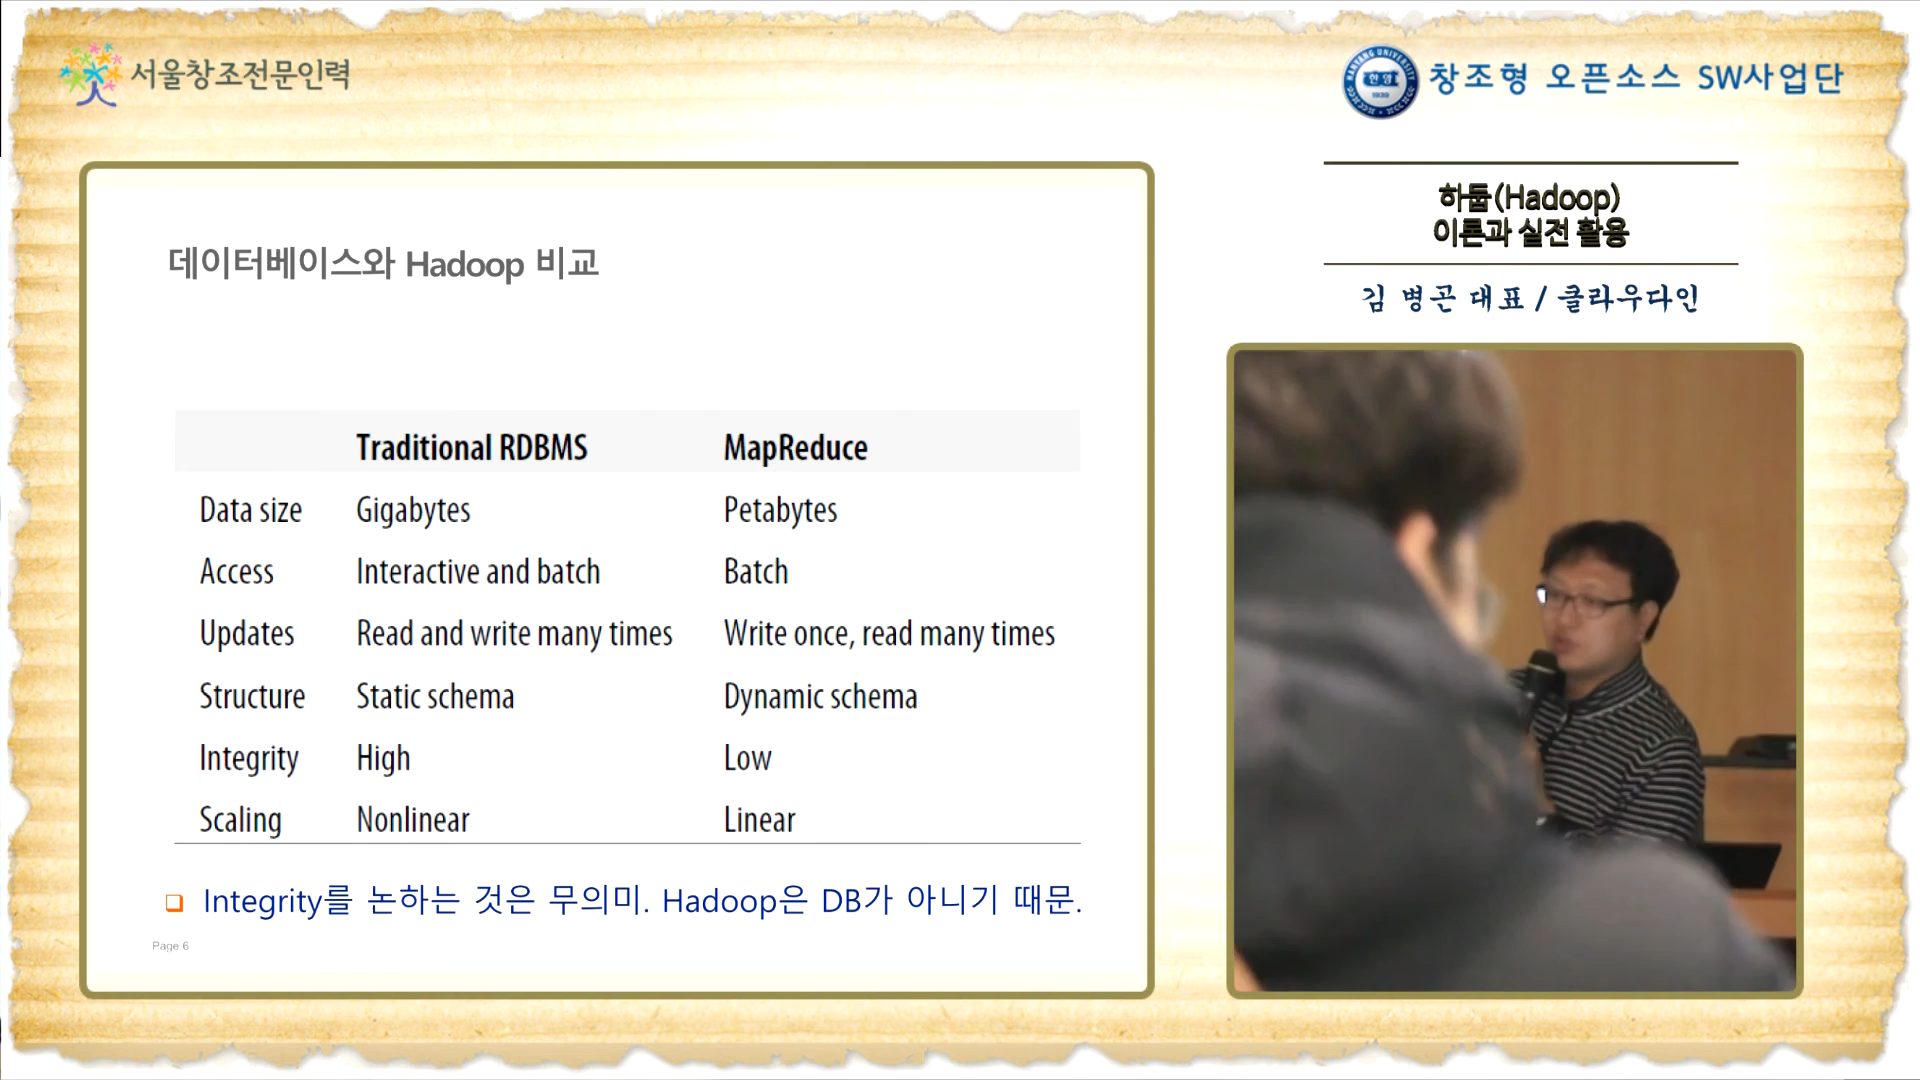 서울창조전문인력
HANYANG UNIVERSITY
한양
1939
창조형 오픈소스 SW사업단
하둡(Hadoop)
이론과 실전 활용
김 병곤 대표 / 클라우다인
데이터베이스와 Hadoop 비교
Traditional RDBMS MapReduce
Data size Gigabytes Petabytes
Access Interactive and batch Batch
Updates Read and write many times Write once, read many times
Structure Static schema Dynamic schema
Integrity High Low
Scaling Nonlinear Linear
Integrity를 논하는 것은 무의미. Hadoop은 DB가 아니기 때문.
Page 6